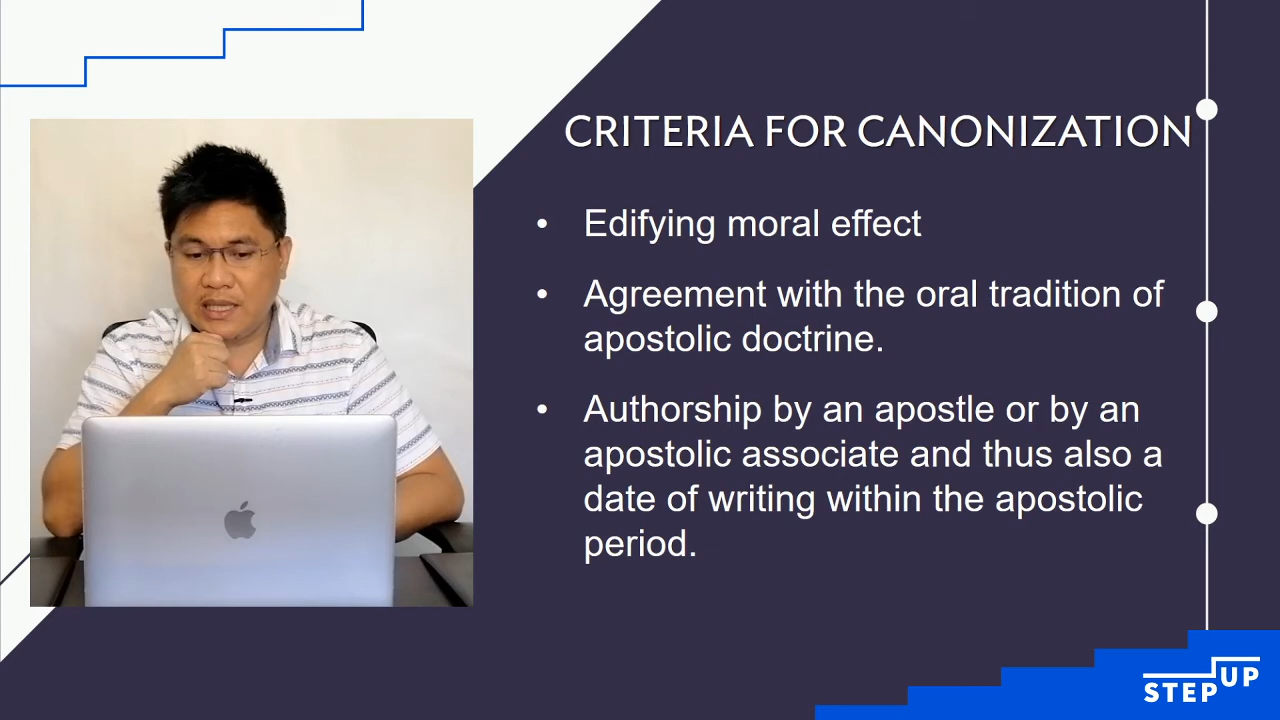 CRITERIA FOR CANONIZATION
• Edifying moral effect
• Agreement with the oral tradition of
apostolic doctrine.
• Authorship by an apostle or by an
apostolic associate and thus also a
date of writing within the apostolic
period.
STEP UP